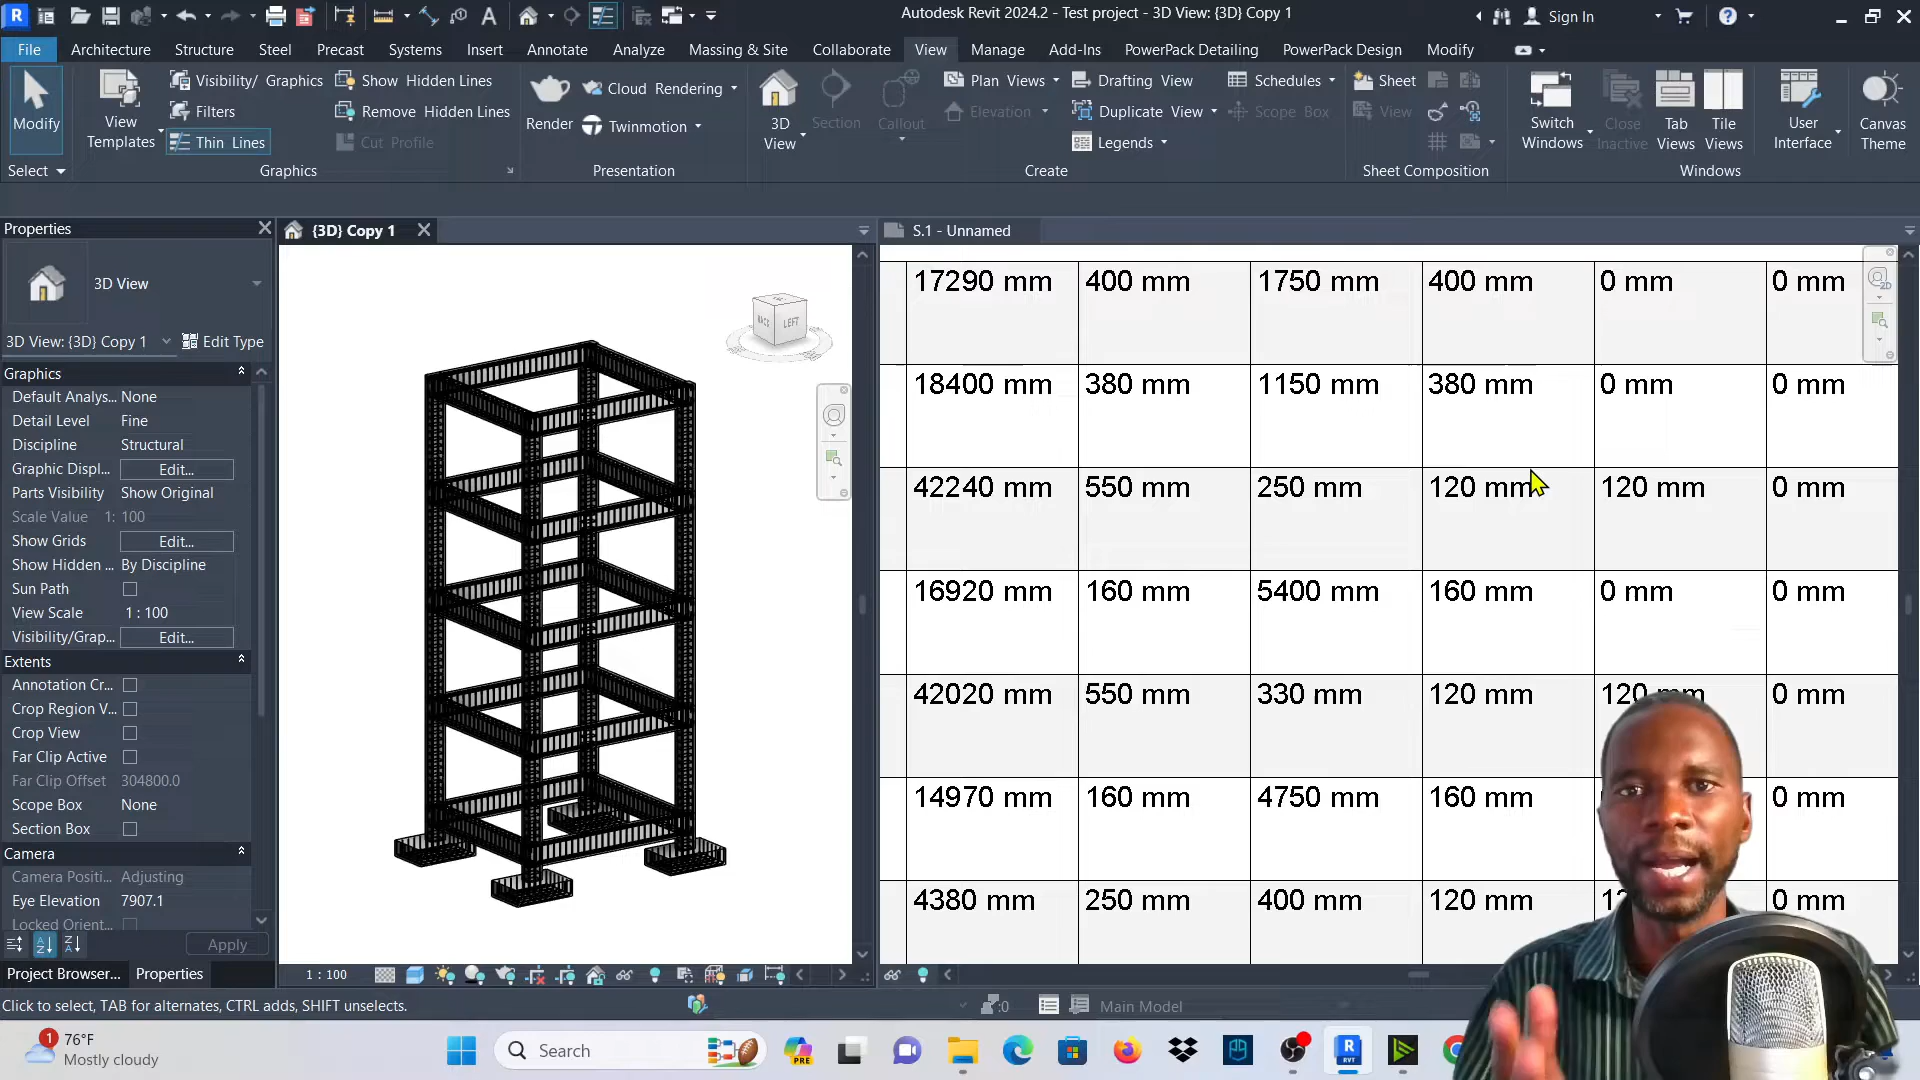 Autodesk Revit 2024.2 - Test project - 3D View: {3D} Copy 1
Sign In
File Architecture Structure Steel Precast Systems Insert Annotate Analyze Massing & Site Collaborate View Manage Add-Ins PowerPack Detailing PowerPack Design Modify
Modify
View Templates
Visibility/ Graphics
Filters
Thin Lines
Show Hidden Lines
Remove Hidden Lines
Cut Profile
Render
Cloud Rendering
Twinmotion
3D View
Section
Callout
Plan Views
Elevation
Drafting View
Duplicate View
Legends
Schedules
Scope Box
Sheet
View
Switch Windows
Close Inactive
Tab Views
Tile Views
User Interface
Canvas Theme
Select Graphics Presentation Create Sheet Composition Windows
Properties
3D View
3D View: {3D} Copy 1 Edit Type
Graphics
Default Analys... None
Detail Level Fine
Discipline Structural
Graphic Displ... Edit...
Parts Visibility Show Original
Scale Value 1: 100
Show Grids Edit...
Show Hidden ... By Discipline
Sun Path
View Scale 1 : 100
Visibility/Grap... Edit...
Extents
Annotation Cr...
Crop Region V...
Crop View
Far Clip Active
Far Clip Offset 304800.0
Scope Box None
Section Box
Camera
Camera Positi... Adjusting
Eye Elevation 7907.1
Locked Orient...
Apply
Project Browser... Properties
{3D} Copy 1
BACK LEFT
1 : 100
S.1 - Unnamed
2D
17290 mm 400 mm 1750 mm 400 mm 0 mm 0 mm
18400 mm 380 mm 1150 mm 380 mm 0 mm 0 mm
42240 mm 550 mm 250 mm 120 mm 120 mm 0 mm
16920 mm 160 mm 5400 mm 160 mm 0 mm 0 mm
42020 mm 550 mm 330 mm 120 mm 120 mm 0 mm
14970 mm 160 mm 4750 mm 160 mm 0 mm
4380 mm 250 mm 400 mm 120 mm 0 mm
Click to select, TAB for alternates, CTRL adds, SHIFT unselects.
:0
Main Model
1
76°F
Mostly cloudy
Search
PRE
R
RVT